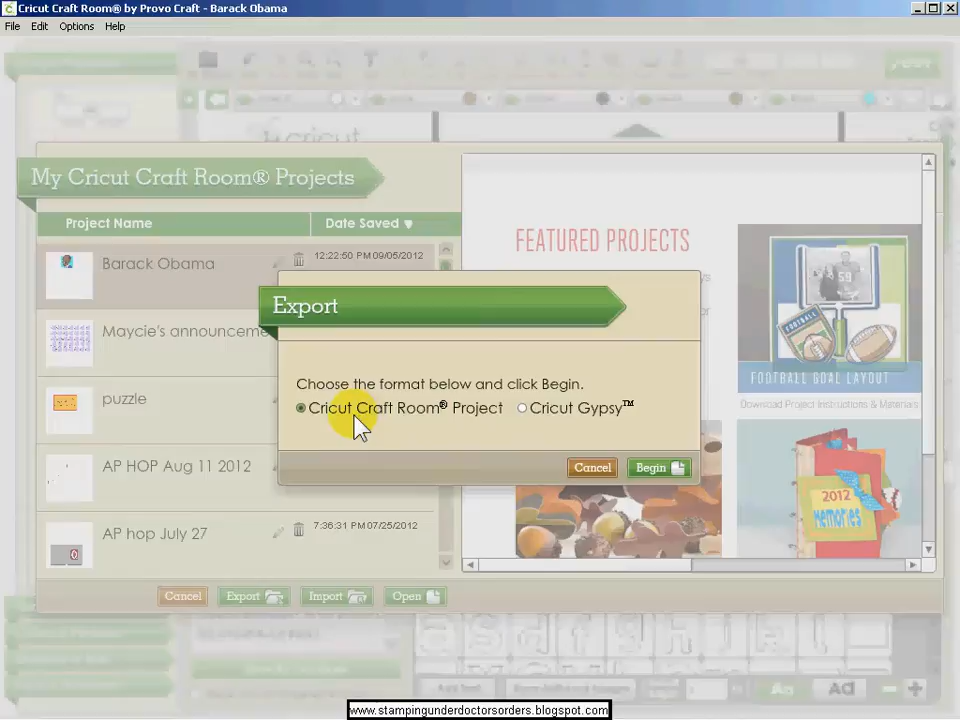 Cricut Craft Room® by Provo Craft - Barack Obama
File Edit Options Help
cricut
My Cricut Craft Room® Projects
Project Name Date Saved
Barack Obama 12:22:50 PM 09/05/2012
Maycie's announceme
puzzle
AP HOP Aug 11 2012
AP hop July 27 7:36:31 PM 07/25/2012
Cancel Export Import Open
Export
Choose the format below and click Begin.
Cricut Craft Room® Project Cricut Gypsy™
Cancel Begin
FEATURED PROJECTS
59
FOOTBALL
FOOTBALL GOAL LAYOUT
Download Project Instructions & Materials
2012
Memories
www.stampingunderdoctorsorders.blogspot.com